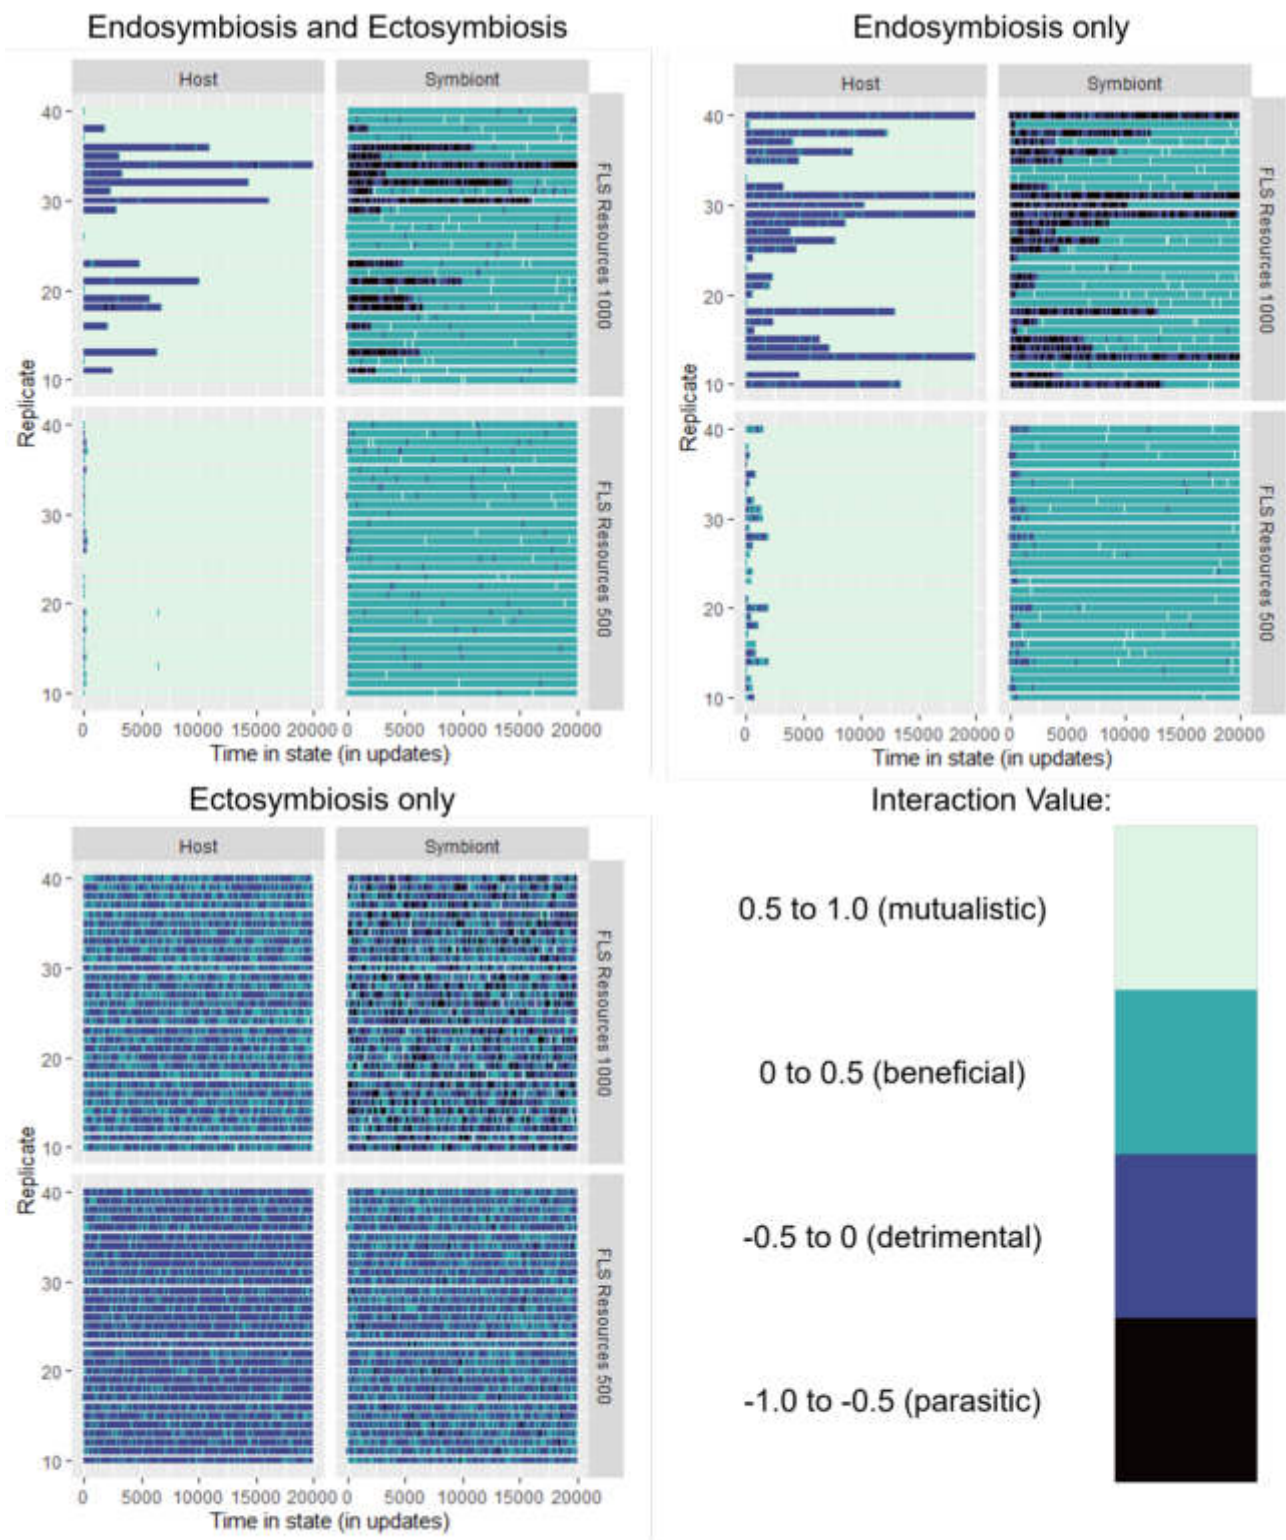 Endosymbiosis and Ectosymbiosis
Host
Symbiont
Replicate
40
30
20
10
FLS Resources 1000
40
30
20
10
FLS Resources 500
0 5000 10000 15000 20000 0 5000 10000 15000 20000
Time in state (in updates)
Endosymbiosis only
Host
Symbiont
Replicate
40
30
20
10
FLS Resources 1000
40
30
20
10
FLS Resources 500
0 5000 10000 15000 20000 0 5000 10000 15000 20000
Time in state (in updates)
Ectosymbiosis only
Host
Symbiont
Replicate
40
30
20
10
FLS Resources 1000
40
30
20
10
FLS Resources 500
0 5000 10000 15000 20000 0 5000 10000 15000 20000
Time in state (in updates)
Interaction Value:
0.5 to 1.0 (mutualistic)
0 to 0.5 (beneficial)
-0.5 to 0 (detrimental)
-1.0 to -0.5 (parasitic)